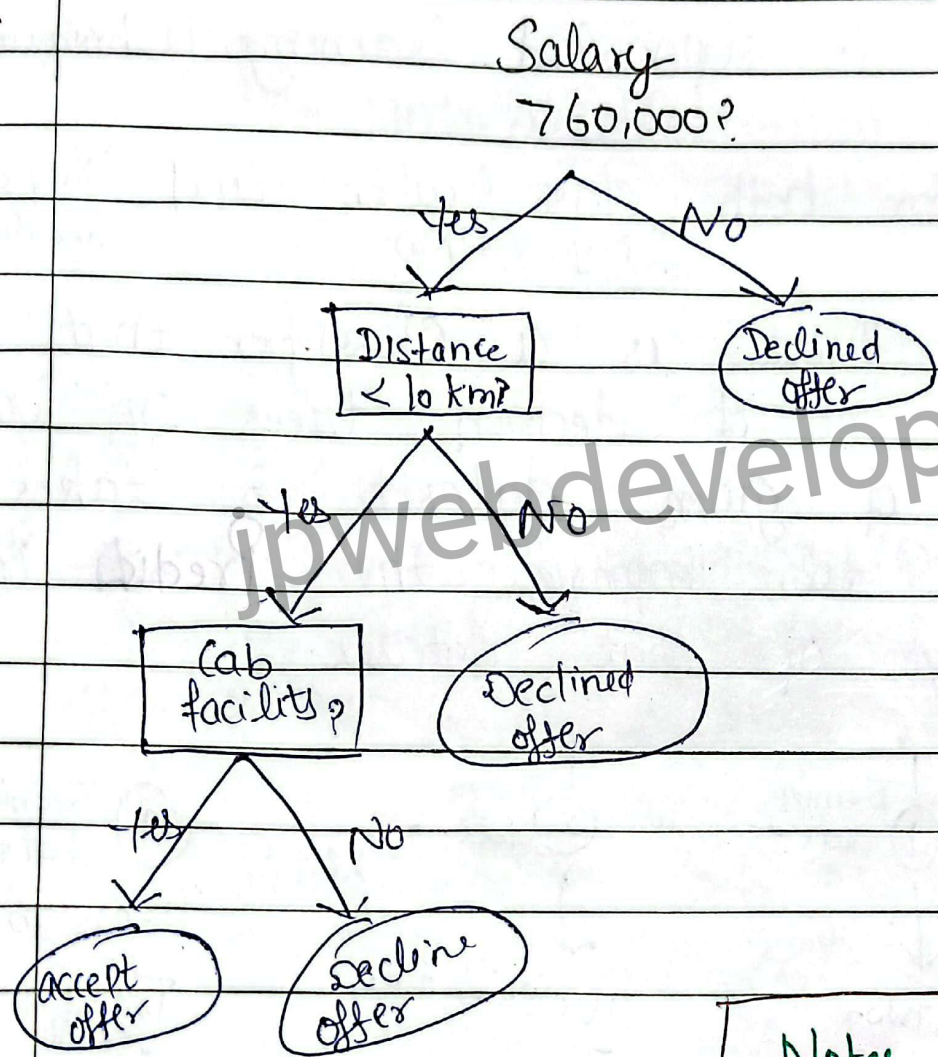 Salary
>60,000?
Yes
No
Distance
< 10 km?
Declined
offer
jpwebdevelop
Yes
No
Cab
facility?
Declined
offer
Yes
No
accept
offer
Decline
offer